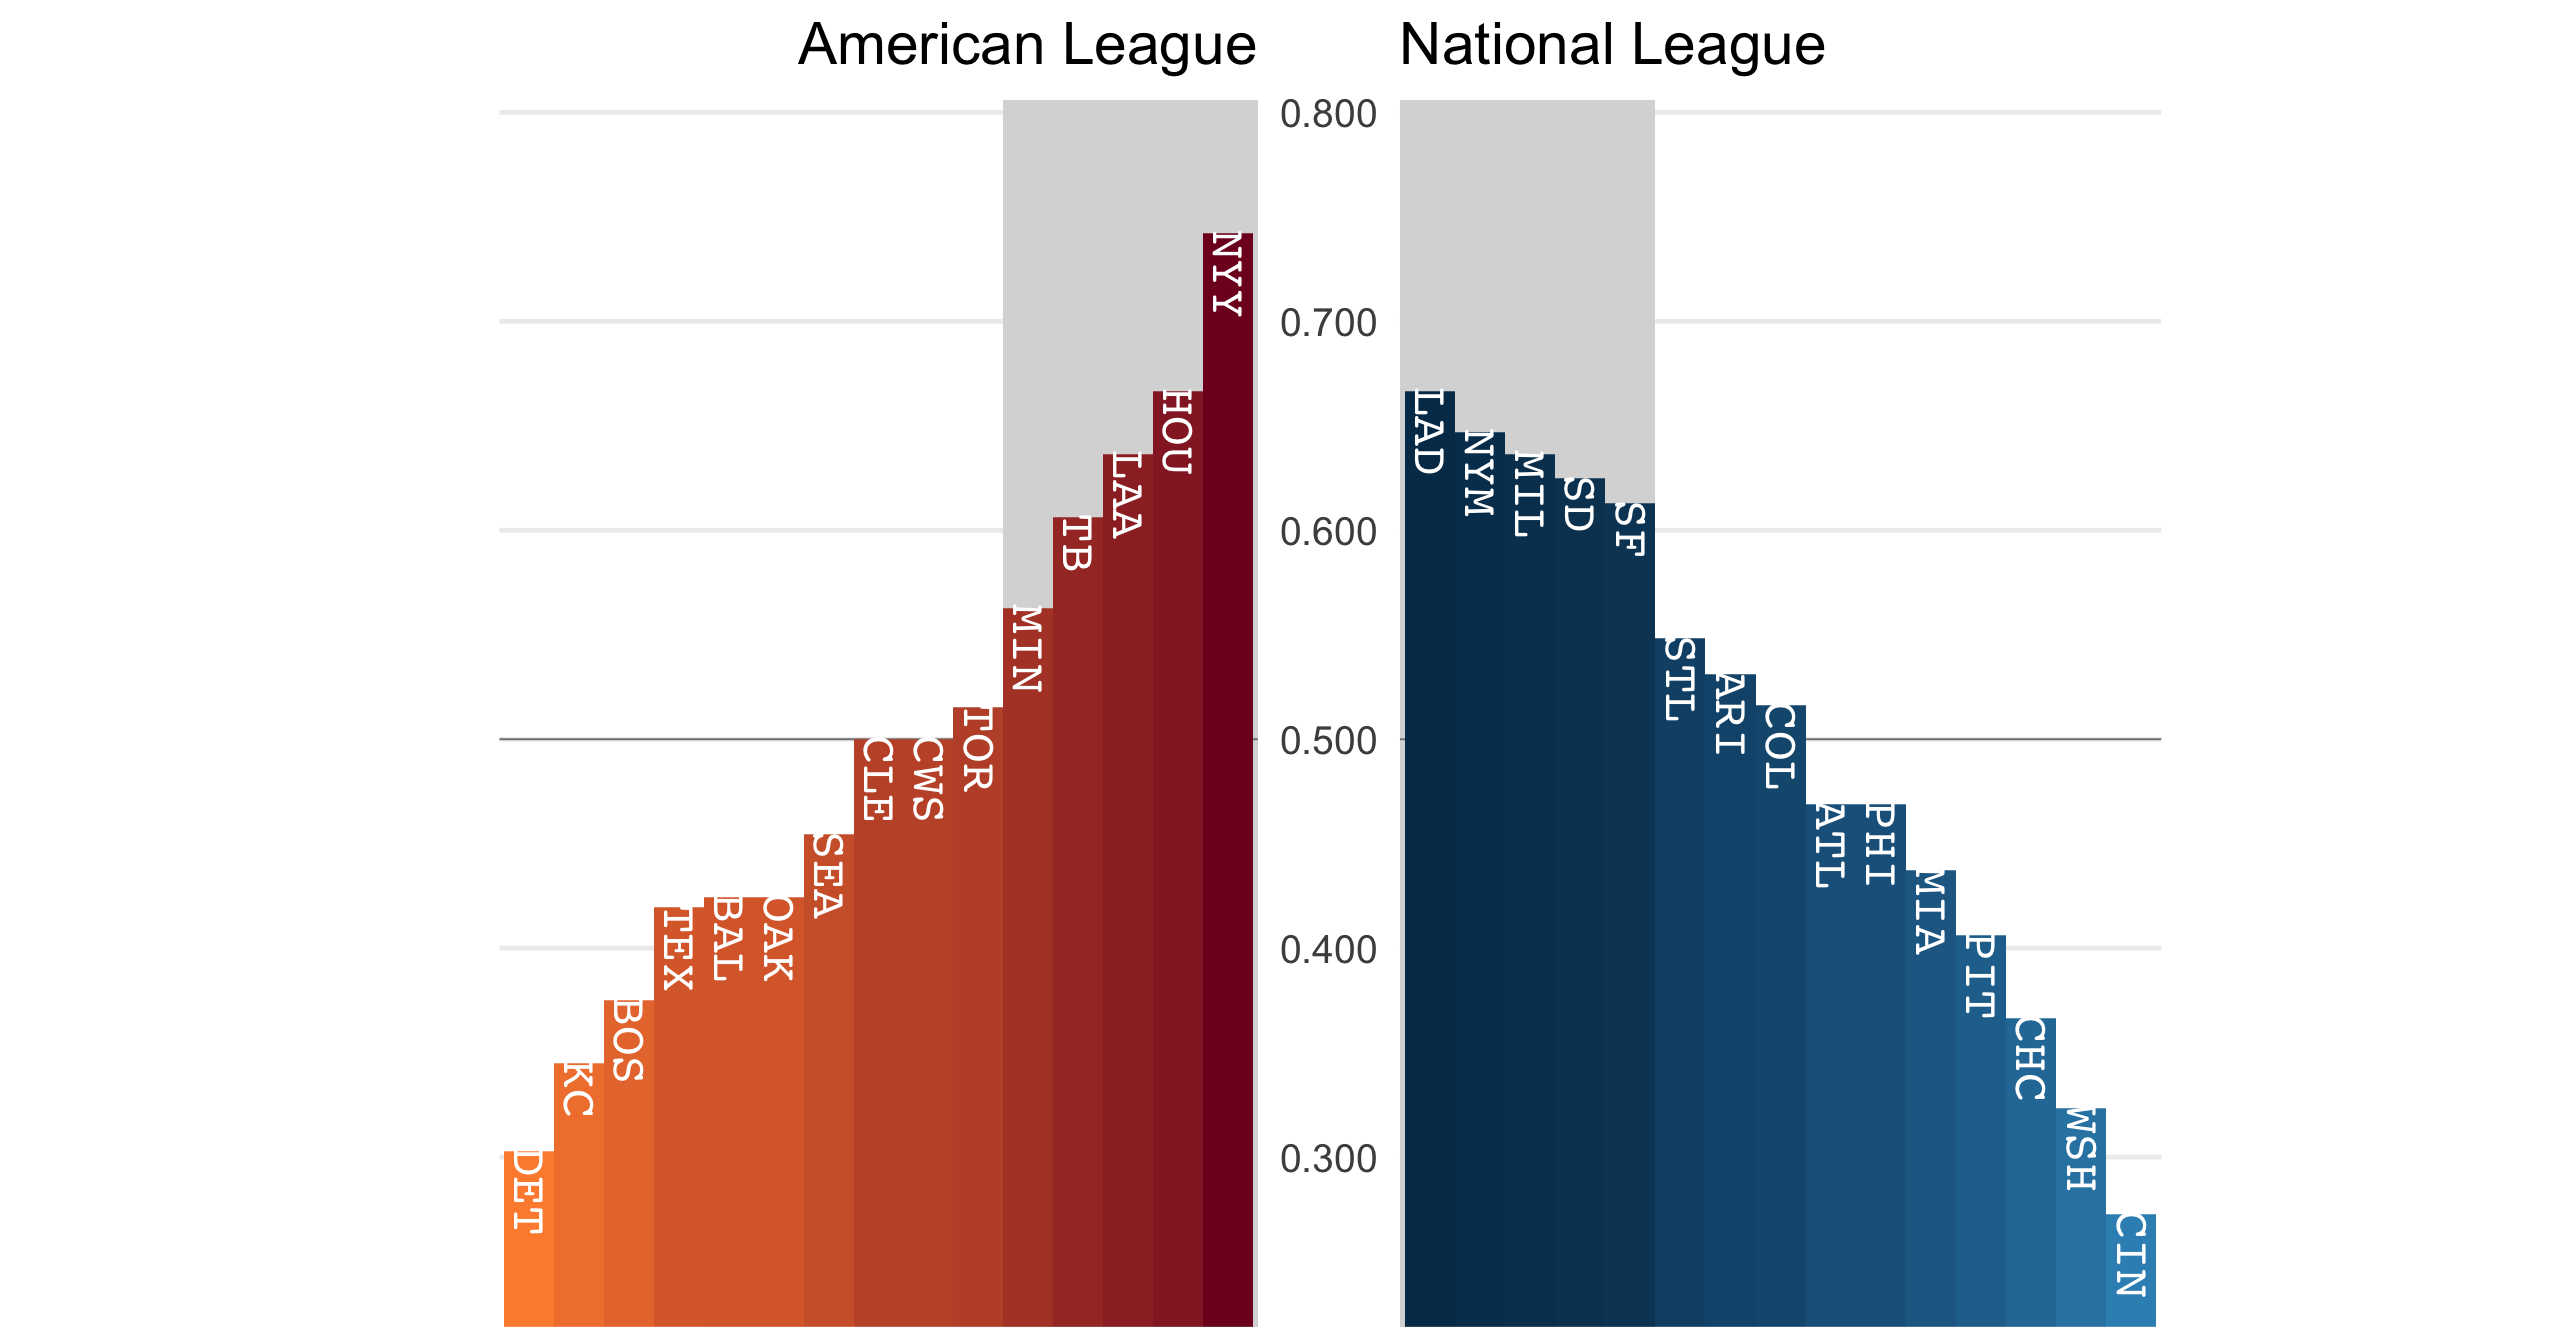 American League
National League
0.800
0.700
0.600
0.500
0.400
0.300
DET
KC
BOS
TEX
BAL
OAK
SEA
CLE
CWS
TOR
MIN
TB
LAA
HOU
NYY
LAD
NYM
MIL
SD
SF
STL
ARI
COL
ATL
PHI
MIA
PIT
CHC
WSH
CIN